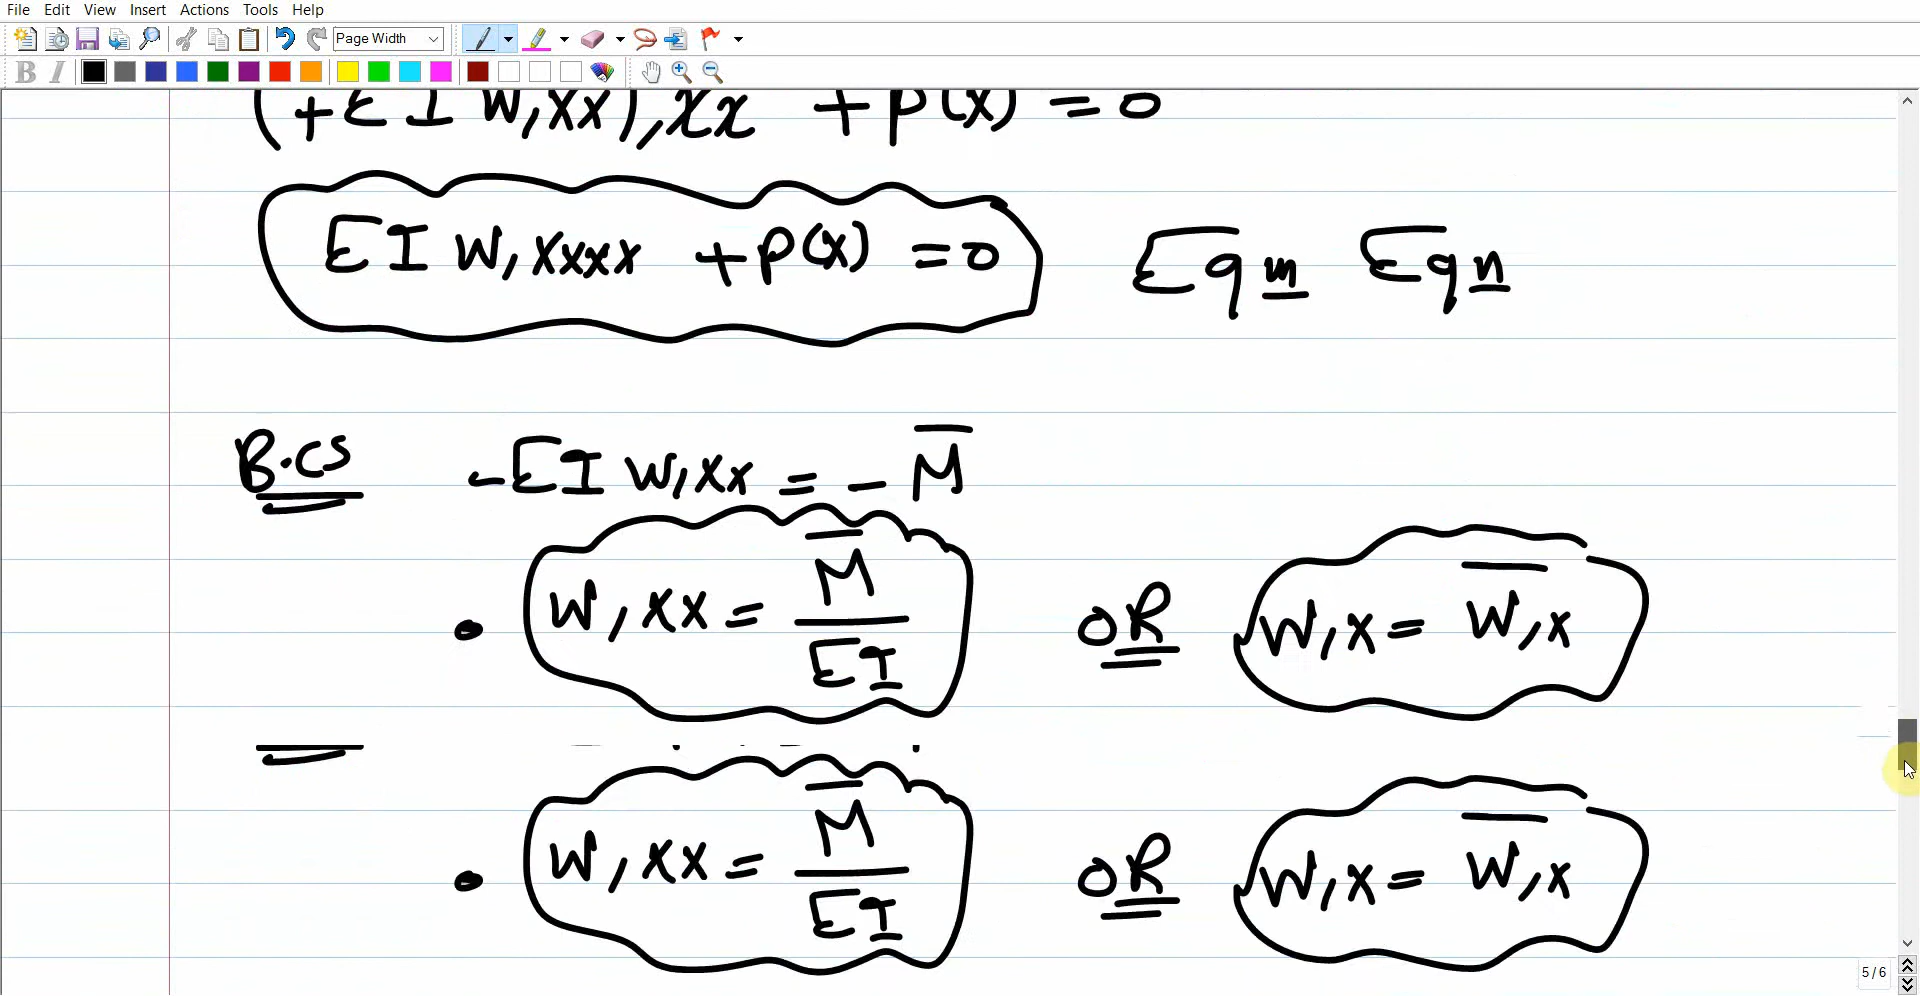 File Edit View Insert Actions Tools Help
Page Width
B I
(+EI W,xx),xx + p(x) = 0
EI W,xxxx + p(x) = 0 Eqm Eqn
B.Cs -EI W,xx = - M̅
• W,xx = M̅/EI OR W,x = W̅,x̅
• W,xx = M̅/EI OR W,x = W̅,x̅
5 / 6